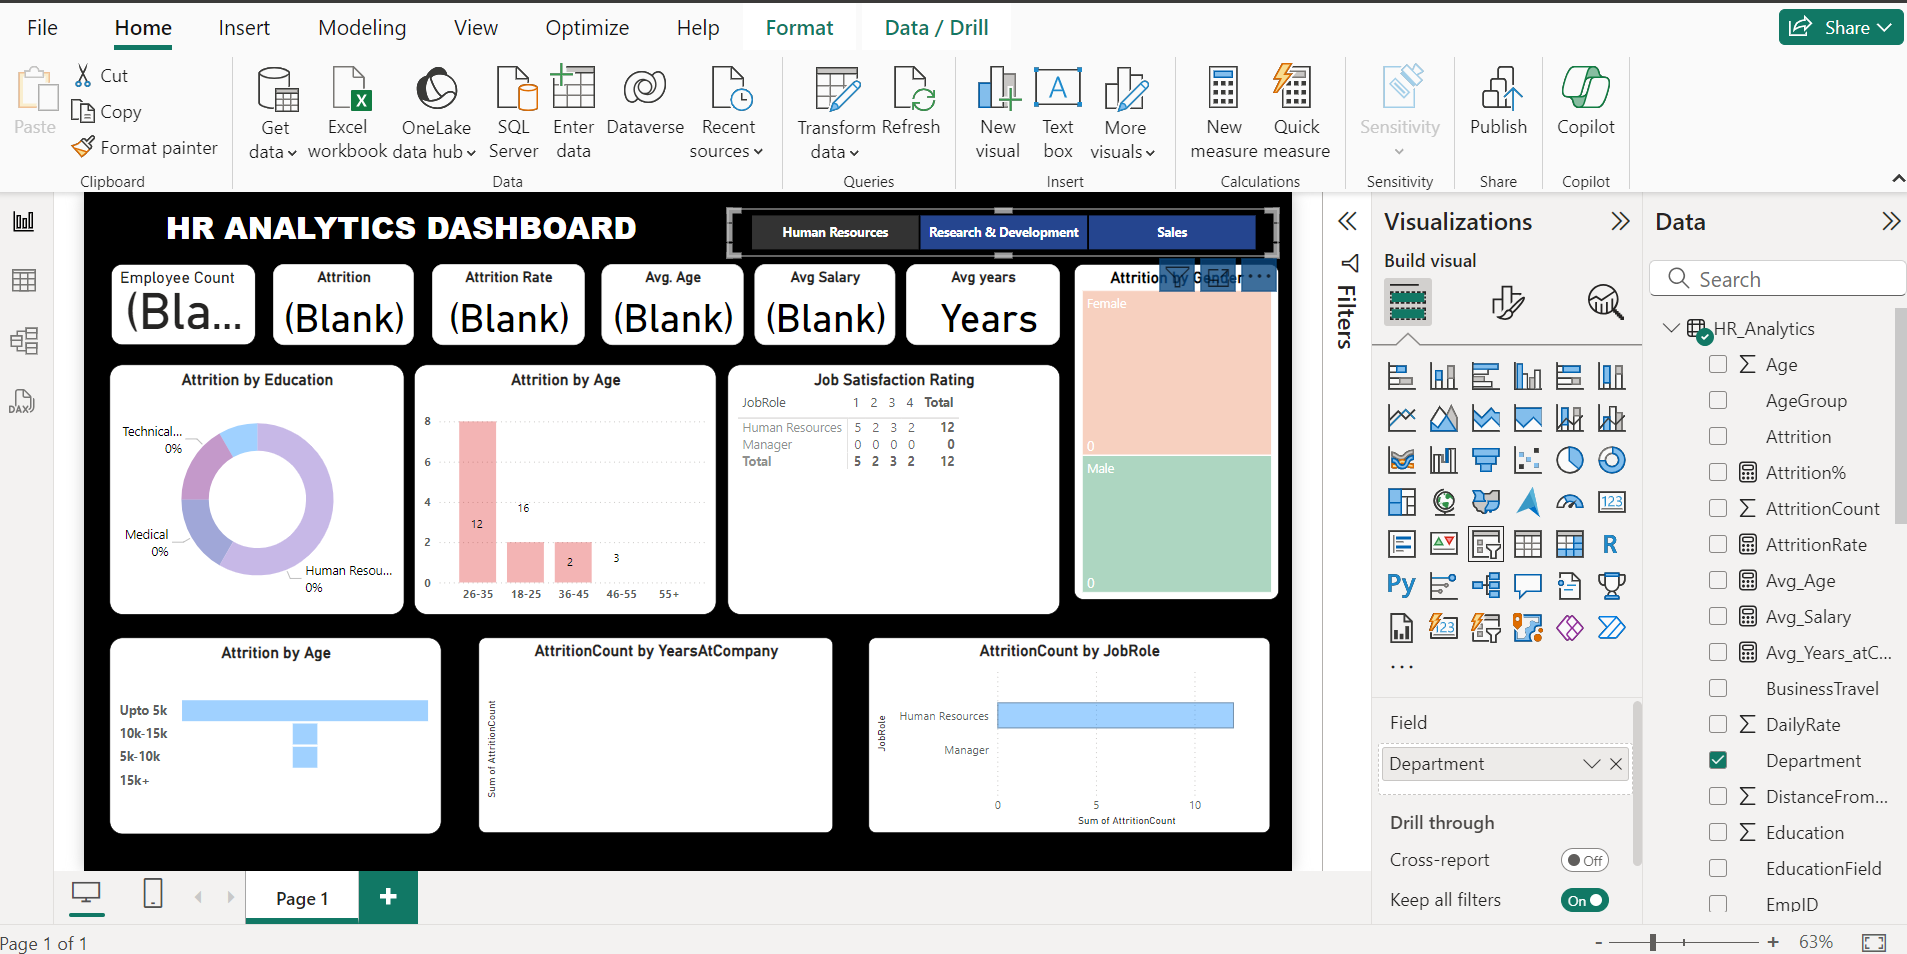 File
Home
Insert
Modeling
View
Optimize
Help
Format
Data / Drill
Share
Paste
Cut
Copy
Format painter
Clipboard
Get data
Excel workbook
OneLake data hub
SQL Server
Enter data
Dataverse
Recent sources
Data
Transform data
Refresh
Queries
New visual
Text box
More visuals
Insert
New measure
Quick measure
Calculations
Sensitivity
Sensitivity
Publish
Share
Copilot
Copilot
HR ANALYTICS DASHBOARD
Human Resources
Research & Development
Sales
Employee Count
(Bla...
Attrition
(Blank)
Attrition Rate
(Blank)
Avg. Age
(Blank)
Avg Salary
(Blank)
Avg years
Years
Attrition by Gender
Female
0
Male
0
Attrition by Education
Technical...
0%
Medical
0%
Human Resou...
0%
Attrition by Age
8
6
4
2
0
12
16
2
3
26-35 18-25 36-45 46-55 55+
Job Satisfaction Rating
JobRole 1 2 3 4 Total
Human Resources 5 2 3 2 12
Manager 0 0 0 0 0
Total 5 2 3 2 12
Attrition by Age
Upto 5k
10k-15k
5k-10k
15k+
AttritionCount by YearsAtCompany
Sum of AttritionCount
AttritionCount by JobRole
JobRole
Human Resources
Manager
0 5 10
Sum of AttritionCount
DAX
Filters
Visualizations
Build visual
123
R
Py
123
...
Field
Department
Drill through
Cross-report
Off
Keep all filters
On
Data
Search
HR_Analytics
Age
AgeGroup
Attrition
Attrition%
AttritionCount
AttritionRate
Avg_Age
Avg_Salary
Avg_Years_atC...
BusinessTravel
DailyRate
Department
DistanceFrom...
Education
EducationField
EmpID
Page 1
Page 1 of 1
- + 63%